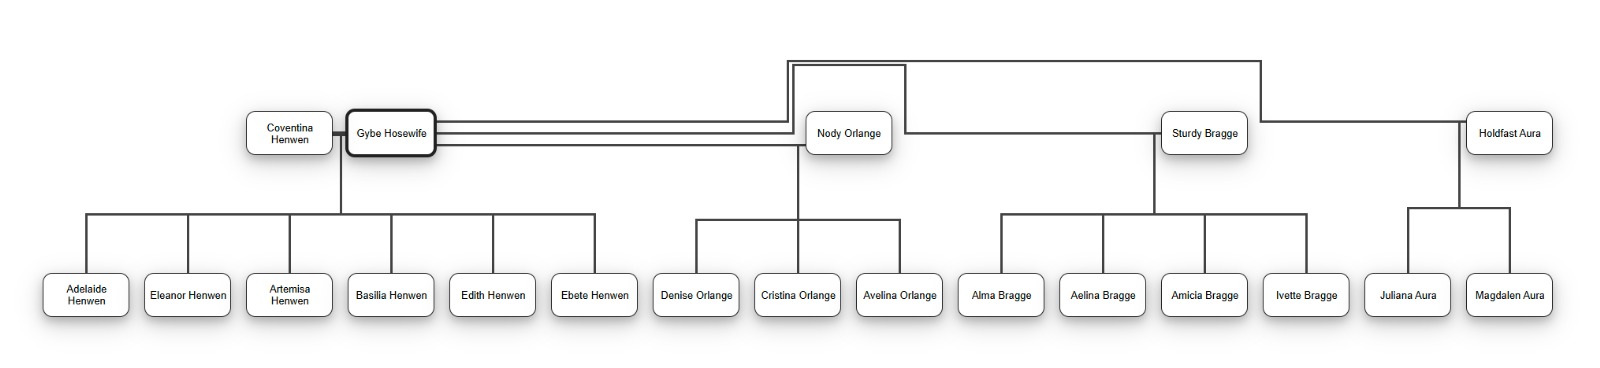 Coventina
Henwen
Gybe Hosewife
Nody Orlange
Sturdy Bragge
Holdfast Aura
Adelaide
Henwen
Eleanor Henwen
Artemisa
Henwen
Basilia Henwen
Edith Henwen
Ebete Henwen
Denise Orlange
Cristina Orlange
Avelina Orlange
Alma Bragge
Aelina Bragge
Amicia Bragge
Ivette Bragge
Juliana Aura
Magdalen Aura